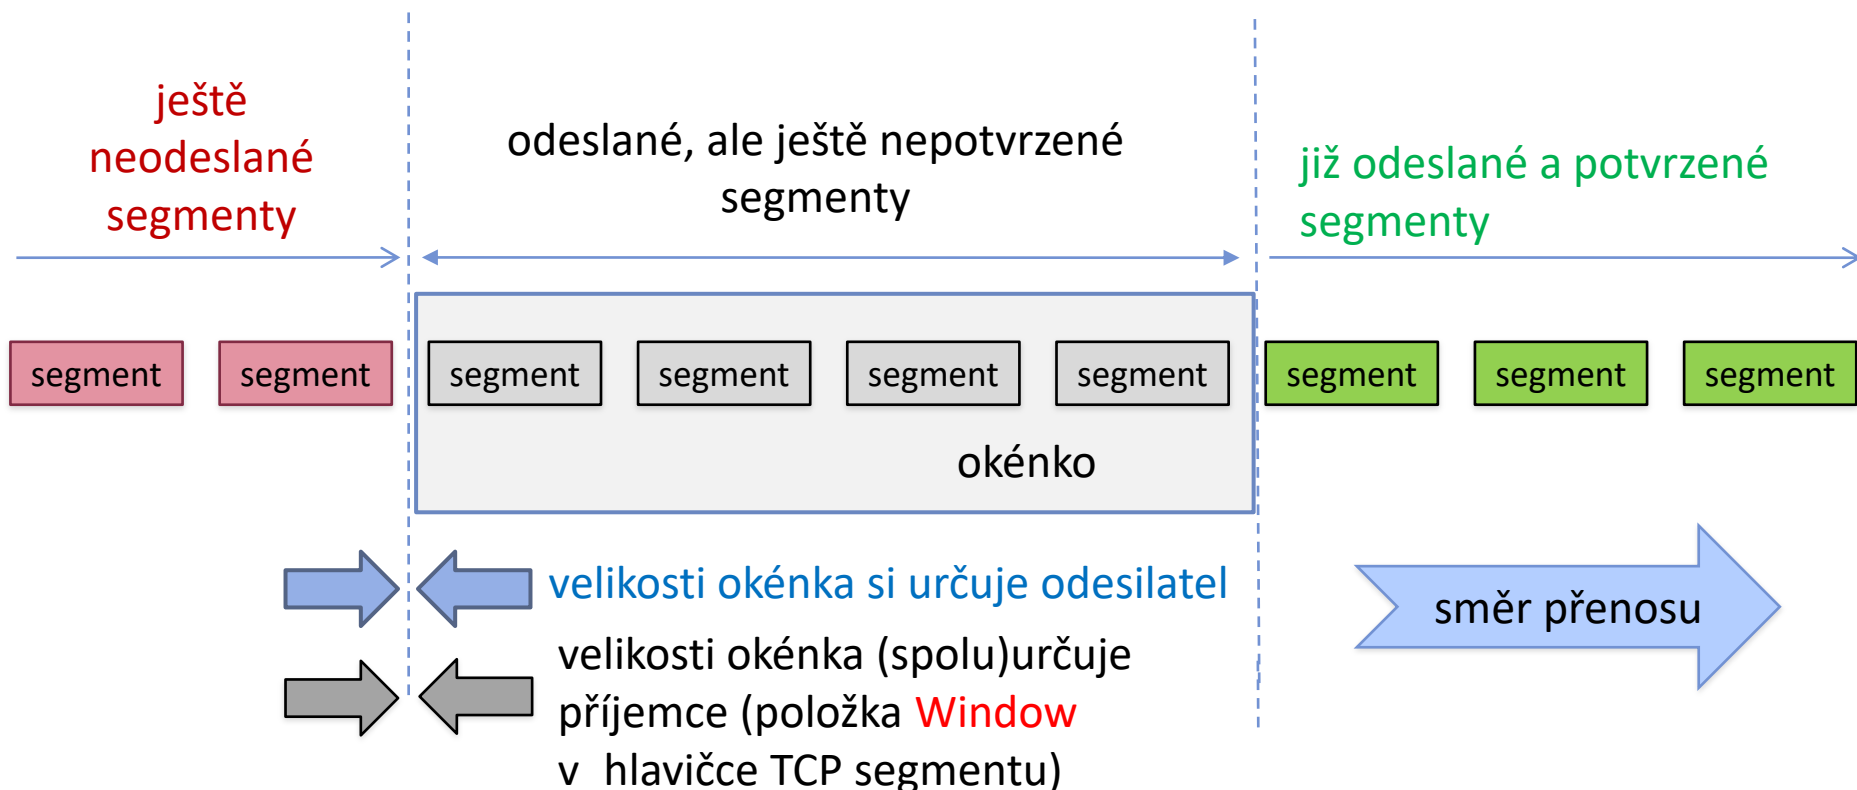 ještě
neodeslané
segmenty
odeslané, ale ještě nepotvrzené
segmenty
již odeslané a potvrzené
segmenty
segment
segment
segment
segment
segment
segment
segment
segment
segment
okénko
velikosti okénka si určuje odesilatel
velikosti okénka (spolu)určuje
příjemce (položka Window
v hlavičce TCP segmentu)
směr přenosu